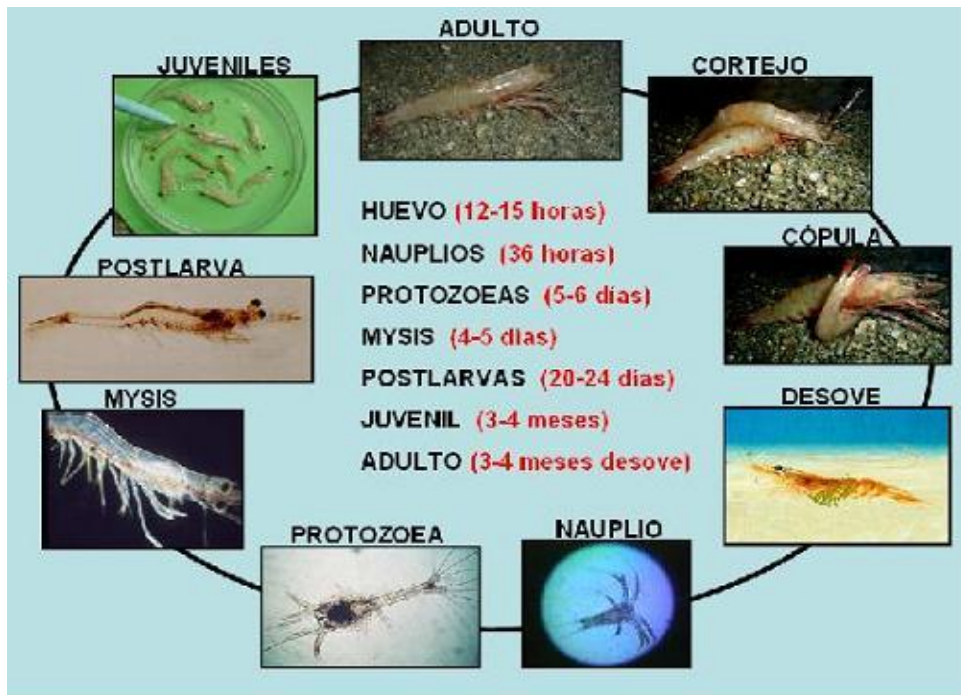 ADULTO
JUVENILES
CORTEJO
HUEVO (12-15 horas)
NAUPLIOS (36 horas)
CÓPULA
POSTLARVA
PROTOZOEAS (5-6 días)
MYSIS (4-5 días)
POSTLARVAS (20-24 días)
MYSIS
DESOVE
JUVENIL (3-4 meses)
ADULTO (3-4 meses desove)
PROTOZOEA
NAUPLIO